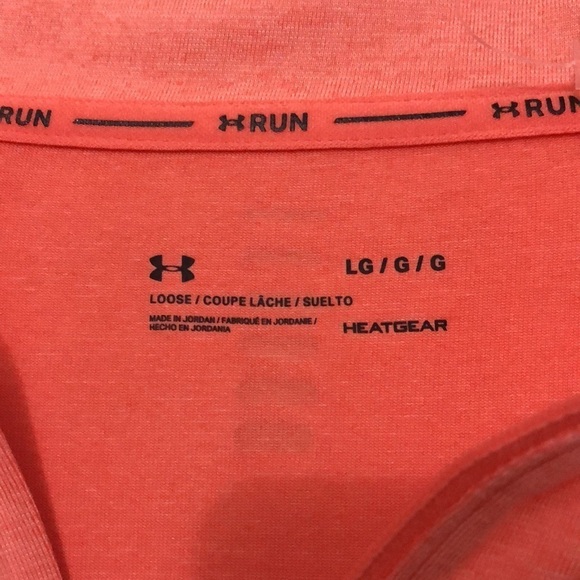 RUN RUN RUN
LG / G / G
LOOSE / COUPE LÂCHE / SUELTO
MADE IN JORDAN / FABRIQUÉ EN JORDANIE /
HECHO EN JORDANIA
HEATGEAR